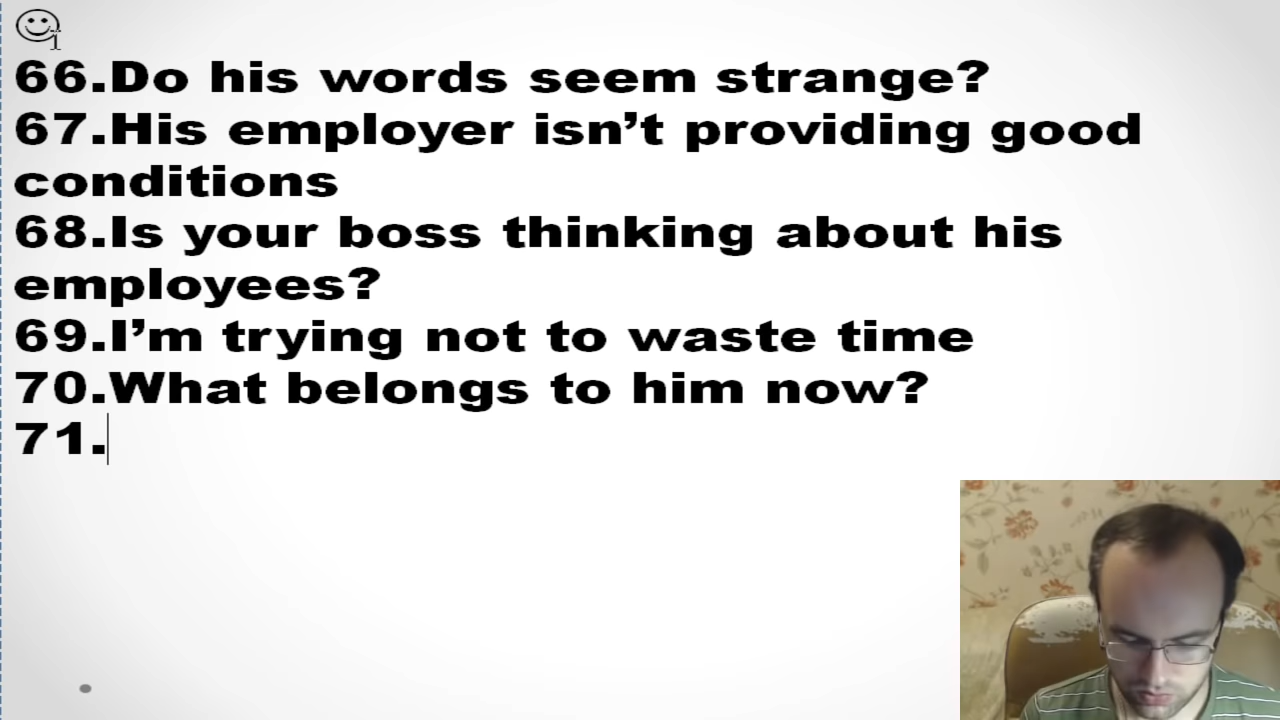 66.Do his words seem strange?
67.His employer isn’t providing good
conditions
68.Is your boss thinking about his
employees?
69.I’m trying not to waste time
70.What belongs to him now?
71.